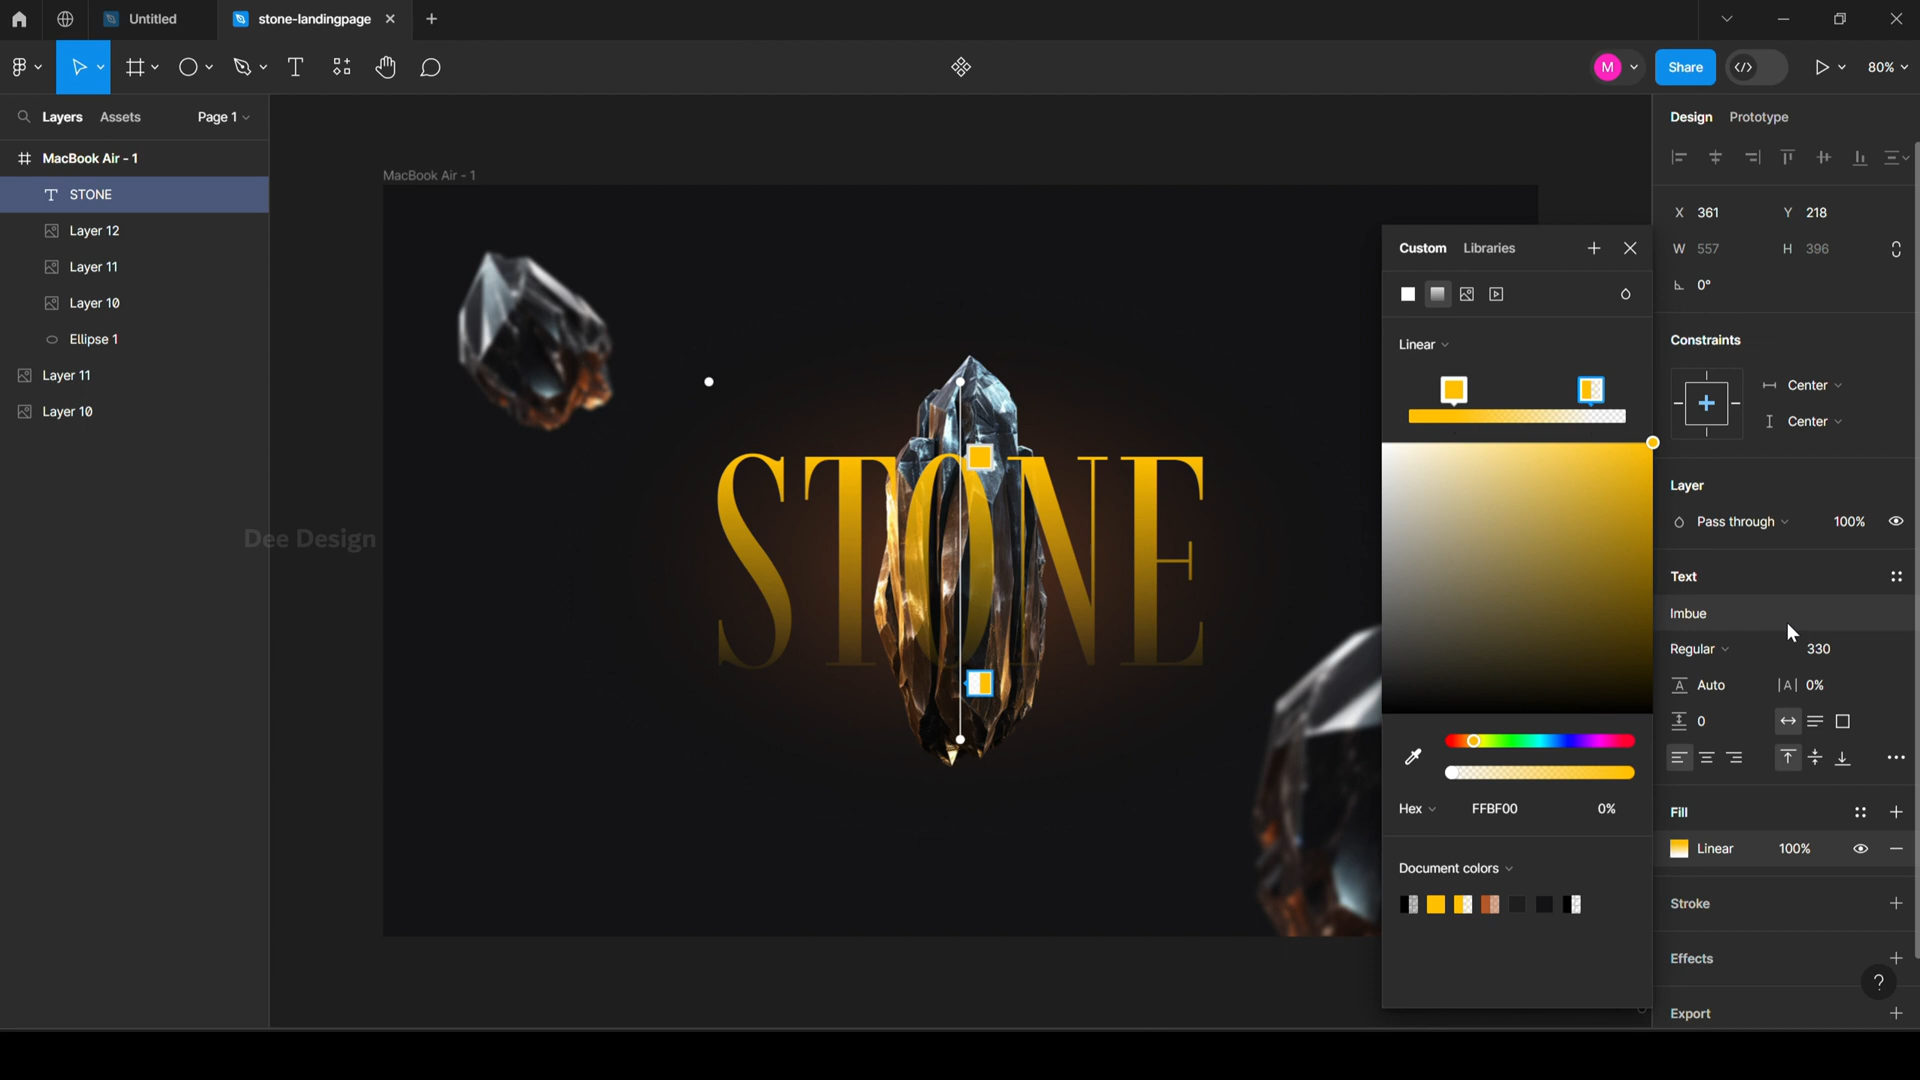 Untitled
stone-landingpage
M
Share
80%
Layers
Assets
Page 1
Design
Prototype
MacBook Air - 1
STONE
Layer 12
Layer 11
Layer 10
Ellipse 1
Layer 11
Layer 10
MacBook Air - 1
STONE
Dee Design
Custom
Libraries
Linear
Hex
FFBF00
0%
Document colors
X 361
Y 218
W 557
H 396
0°
Constraints
Center
Center
Layer
Pass through
100%
Text
Imbue
Regular
330
A Auto
|A| 0%
0
Fill
Linear
100%
Stroke
Effects
Export
?